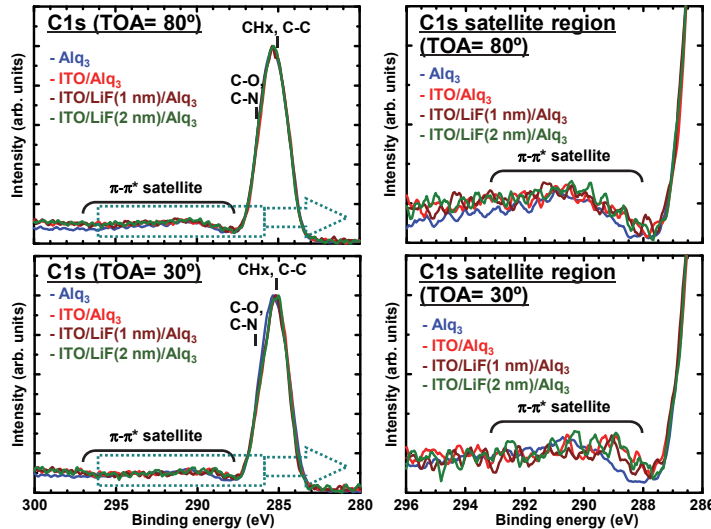 C1s (TOA= 80º)
CHx, C-C
- Alq3
- ITO/Alq3
- ITO/LiF(1 nm)/Alq3
- ITO/LiF(2 nm)/Alq3
C-O,
C-N
π-π* satellite
Intensity (arb. units)
C1s satellite region
(TOA= 80º)
- Alq3
- ITO/Alq3
- ITO/LiF(1 nm)/Alq3
- ITO/LiF(2 nm)/Alq3
π-π* satellite
Intensity (arb. units)
C1s (TOA= 30º)
CHx, C-C
- Alq3
- ITO/Alq3
- ITO/LiF(1 nm)/Alq3
- ITO/LiF(2 nm)/Alq3
C-O,
C-N
π-π* satellite
Intensity (arb. units)
300 295 290 285 280
Binding energy (eV)
C1s satellite region
(TOA= 30º)
- Alq3
- ITO/Alq3
- ITO/LiF(1 nm)/Alq3
- ITO/LiF(2 nm)/Alq3
π-π* satellite
Intensity (arb. units)
296 294 292 290 288 286
Binding energy (eV)